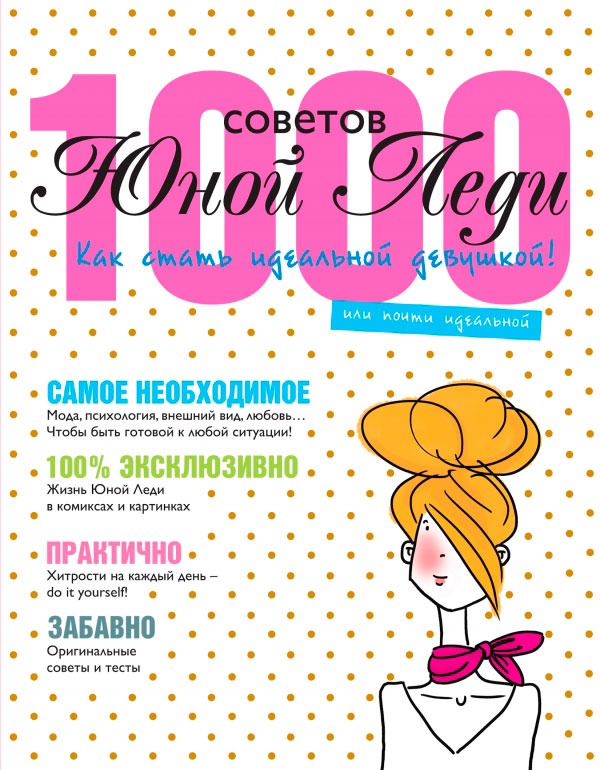 1000
советов
Юной Леди
Как стать идеальной девушкой!
или почти идеальной
САМОЕ НЕОБХОДИМОЕ
Мода, психология, внешний вид, любовь...
Чтобы быть готовой к любой ситуации!
100% ЭКСКЛЮЗИВНО
Жизнь Юной Леди
в комиксах и картинках
ПРАКТИЧНО
Хитрости на каждый день –
do it yourself!
ЗАБАВНО
Оригинальные
советы и тесты